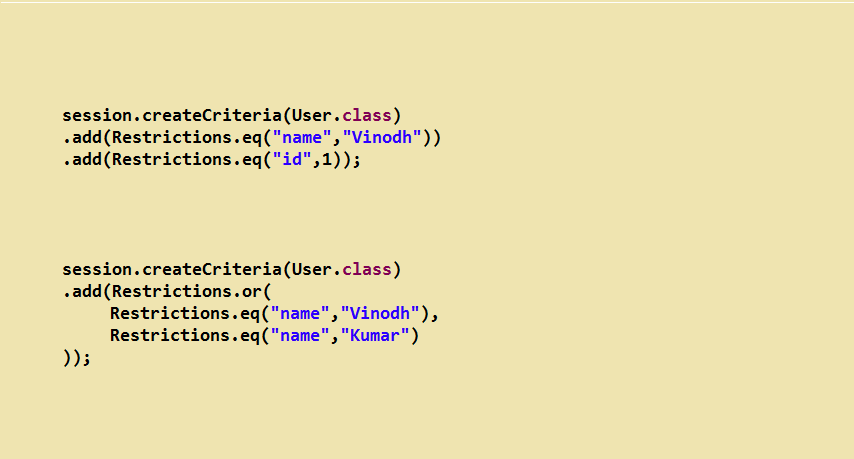 session.createCriteria(User.class)
.add(Restrictions.eq("name","Vinodh"))
.add(Restrictions.eq("id",1));
session.createCriteria(User.class)
.add(Restrictions.or(
Restrictions.eq("name","Vinodh"),
Restrictions.eq("name","Kumar")
));